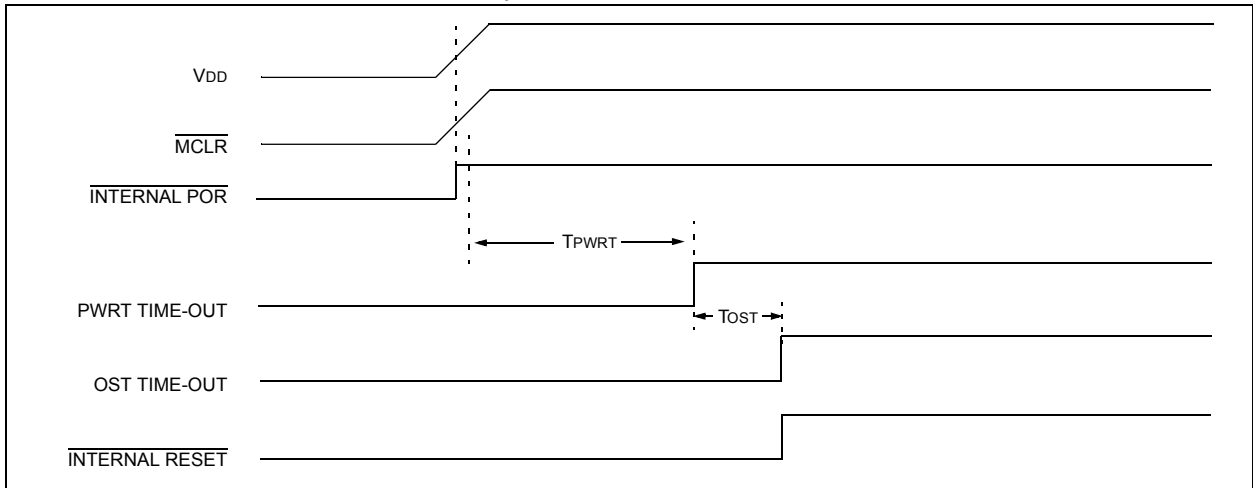 VDD
MCLR
INTERNAL POR
TPWRT
PWRT TIME-OUT
TOST
OST TIME-OUT
INTERNAL RESET